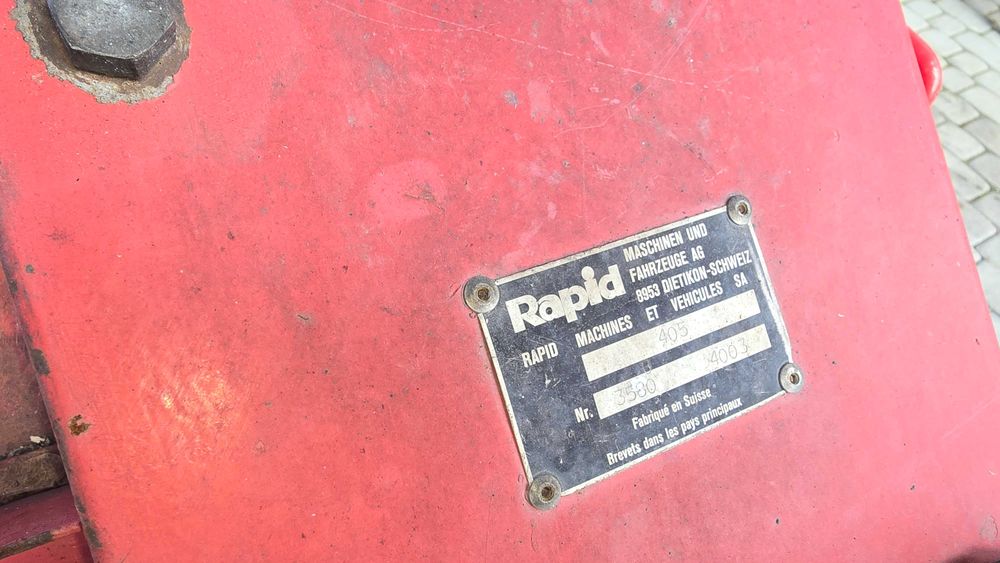 Rapid
MASCHINEN UND
FAHRZEUGE AG
8953 DIETIKON-SCHWEIZ
RAPID MACHINES ET VEHICULES SA
405
Nr. 3500 4003
Fabriqué en Suisse
Brevets dans les pays principaux